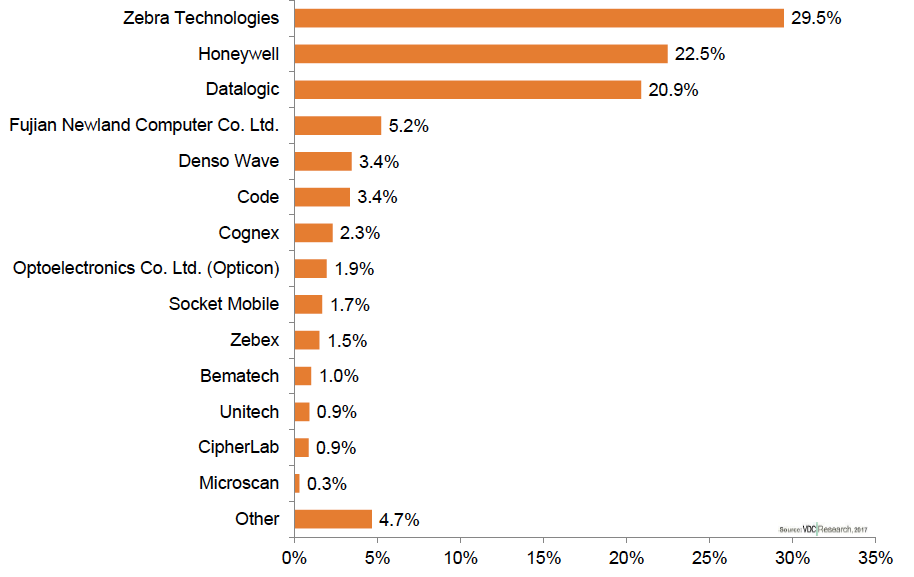 Zebra Technologies 29.5%
Honeywell 22.5%
Datalogic 20.9%
Fujian Newland Computer Co. Ltd. 5.2%
Denso Wave 3.4%
Code 3.4%
Cognex 2.3%
Optoelectronics Co. Ltd. (Opticon) 1.9%
Socket Mobile 1.7%
Zebex 1.5%
Bematech 1.0%
Unitech 0.9%
CipherLab 0.9%
Microscan 0.3%
Other 4.7%
Source: VDC Research, 2017
0% 5% 10% 15% 20% 25% 30% 35%